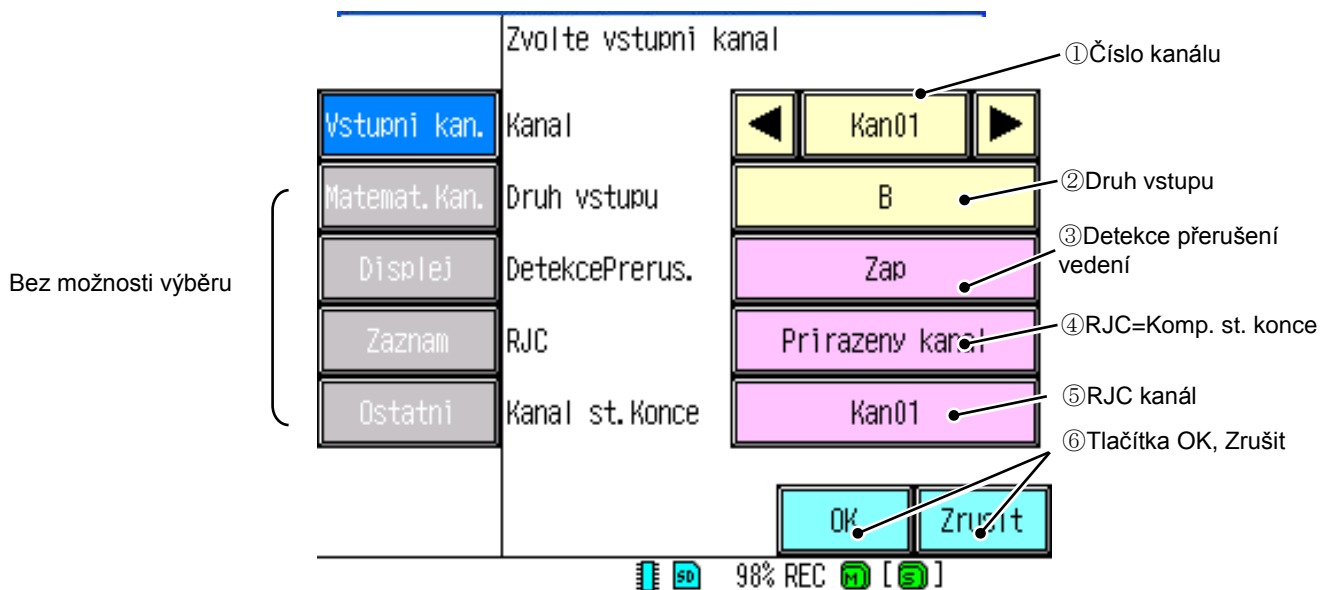 Zvolte vstupni kanal
①Číslo kanálu
Vstupni kan.
Kanal
Kan01
Matemat.Kan.
Druh vstupu
B
②Druh vstupu
Displej
DetekcePrerus.
Zap
③Detekce přerušení
vedení
Bez možnosti výběru
Zaznam
RJC
Prirazeny kanal
④RJC=Komp. st. konce
Ostatni
Kanal st.Konce
Kan01
⑤RJC kanál
⑥Tlačítka OK, Zrušit
OK
Zrusit
SD 98% REC M [S]